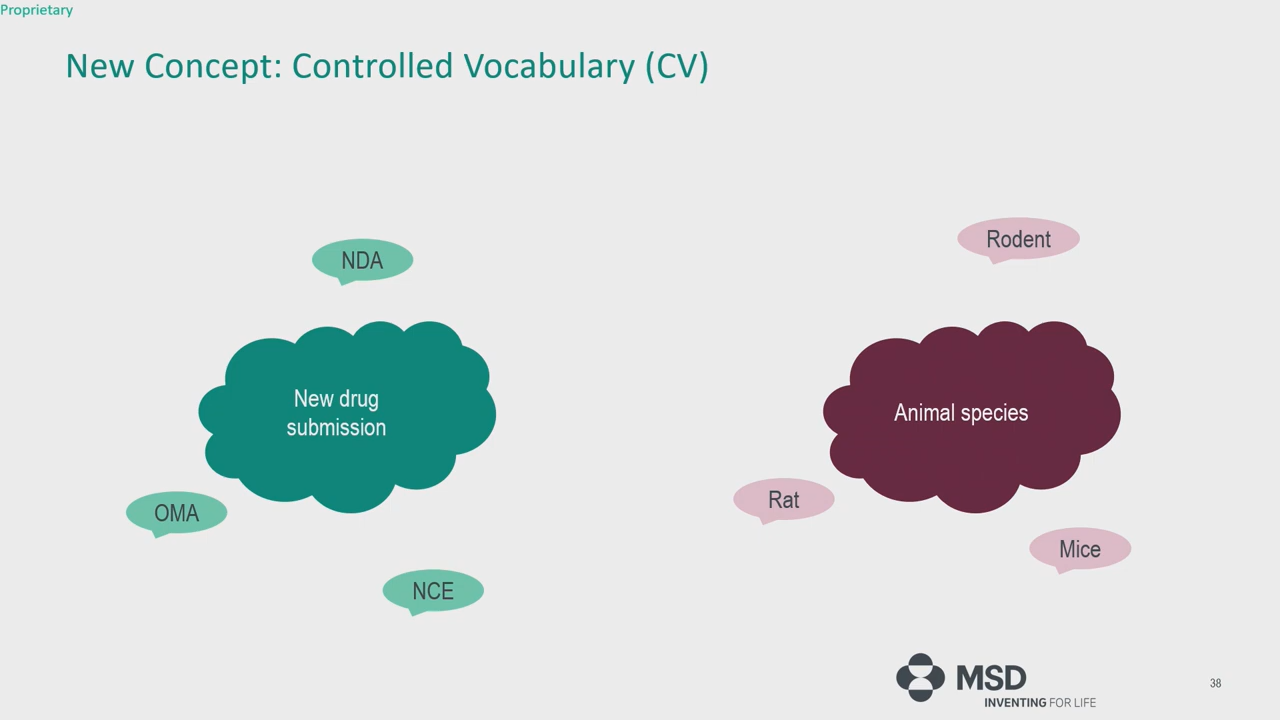 Proprietary
New Concept: Controlled Vocabulary (CV)
NDA
New drug
submission
OMA
NCE
Rodent
Animal species
Rat
Mice
MSD
INVENTING FOR LIFE
38